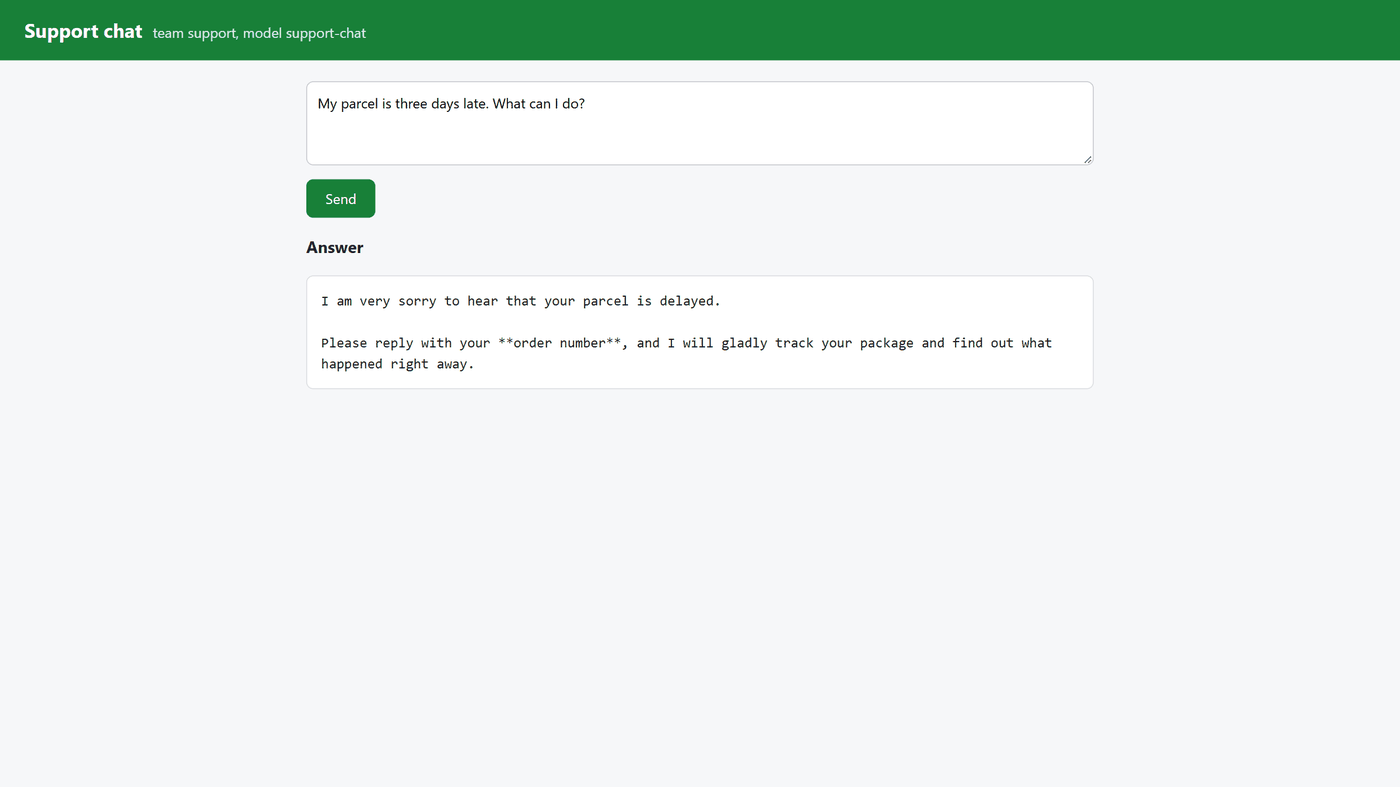 Support chat team support, model support-chat
My parcel is three days late. What can I do?
Send
Answer
I am very sorry to hear that your parcel is delayed.
Please reply with your **order number**, and I will gladly track your package and find out what
happened right away.